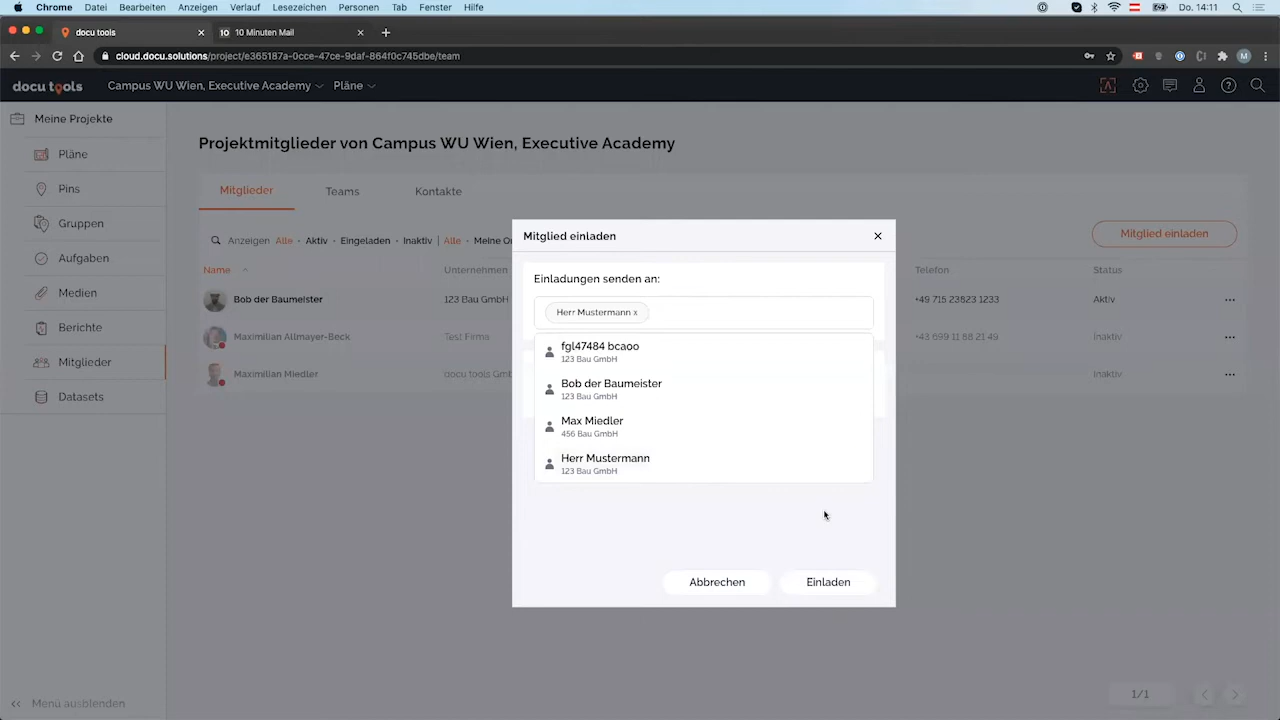 Chrome Datei Bearbeiten Anzeigen Verlauf Lesezeichen Personen Tab Fenster Hilfe Do. 14:11
docu tools 10 Minuten Mail
cloud.docu.solutions/project/e365187a-0cce-47ce-9daf-864f0c745dbe/team
docu tools Campus WU Wien, Executive Academy Pläne
Meine Projekte
Pläne
Pins
Gruppen
Aufgaben
Medien
Berichte
Mitglieder
Datasets
Menü ausblenden
Projektmitglieder von Campus WU Wien, Executive Academy
Mitglieder Teams Kontakte
Anzeigen Alle · Aktiv · Eingeladen · Inaktiv | Alle · Meine O
Mitglied einladen
Name Unternehmen Telefon Status
Bob der Baumeister 123 Bau GmbH +49 715 23823 1233 Aktiv
Maximilian Allmayer-Beck Test Firma +43 699 11 88 21 49 Inaktiv
Maximilian Miedler docu tools Gm Inaktiv
Mitglied einladen
Einladungen senden an:
Herr Mustermann x
fgl47484 bcaoo
123 Bau GmbH
Bob der Baumeister
123 Bau GmbH
Max Miedler
456 Bau GmbH
Herr Mustermann
123 Bau GmbH
Abbrechen Einladen
1/1